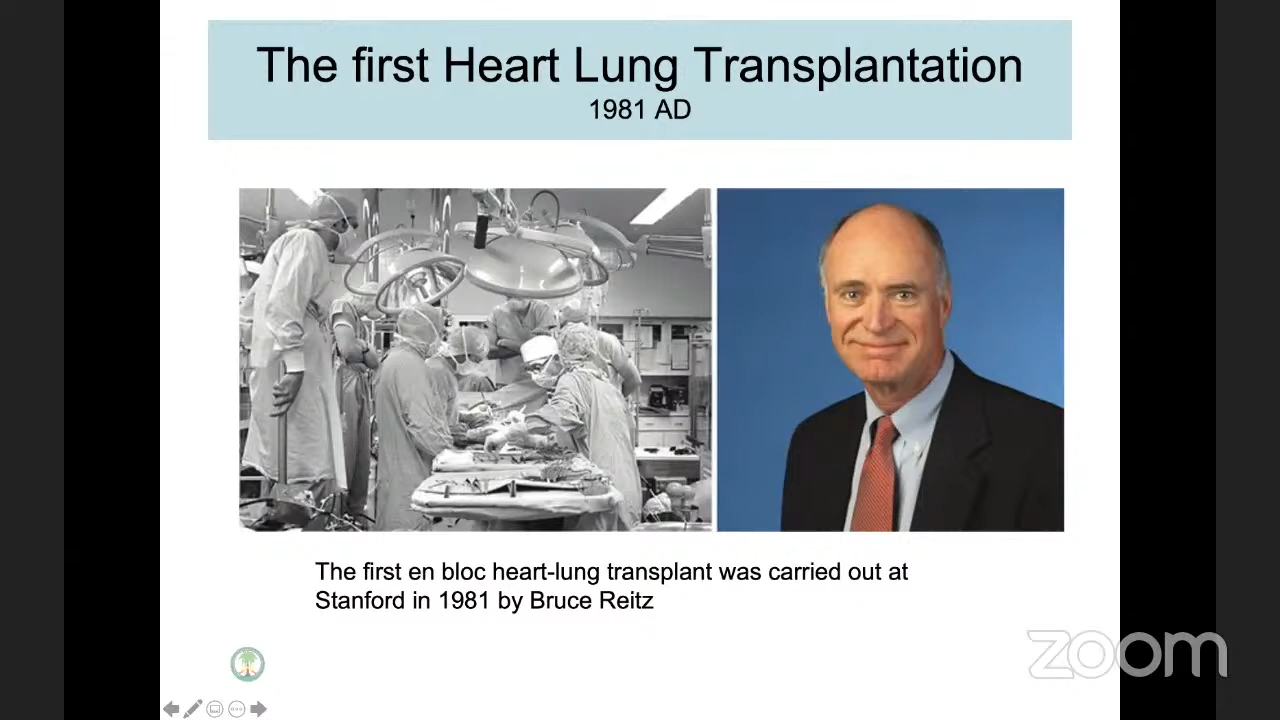 The first Heart Lung Transplantation
1981 AD
The first en bloc heart-lung transplant was carried out at
Stanford in 1981 by Bruce Reitz
zoom